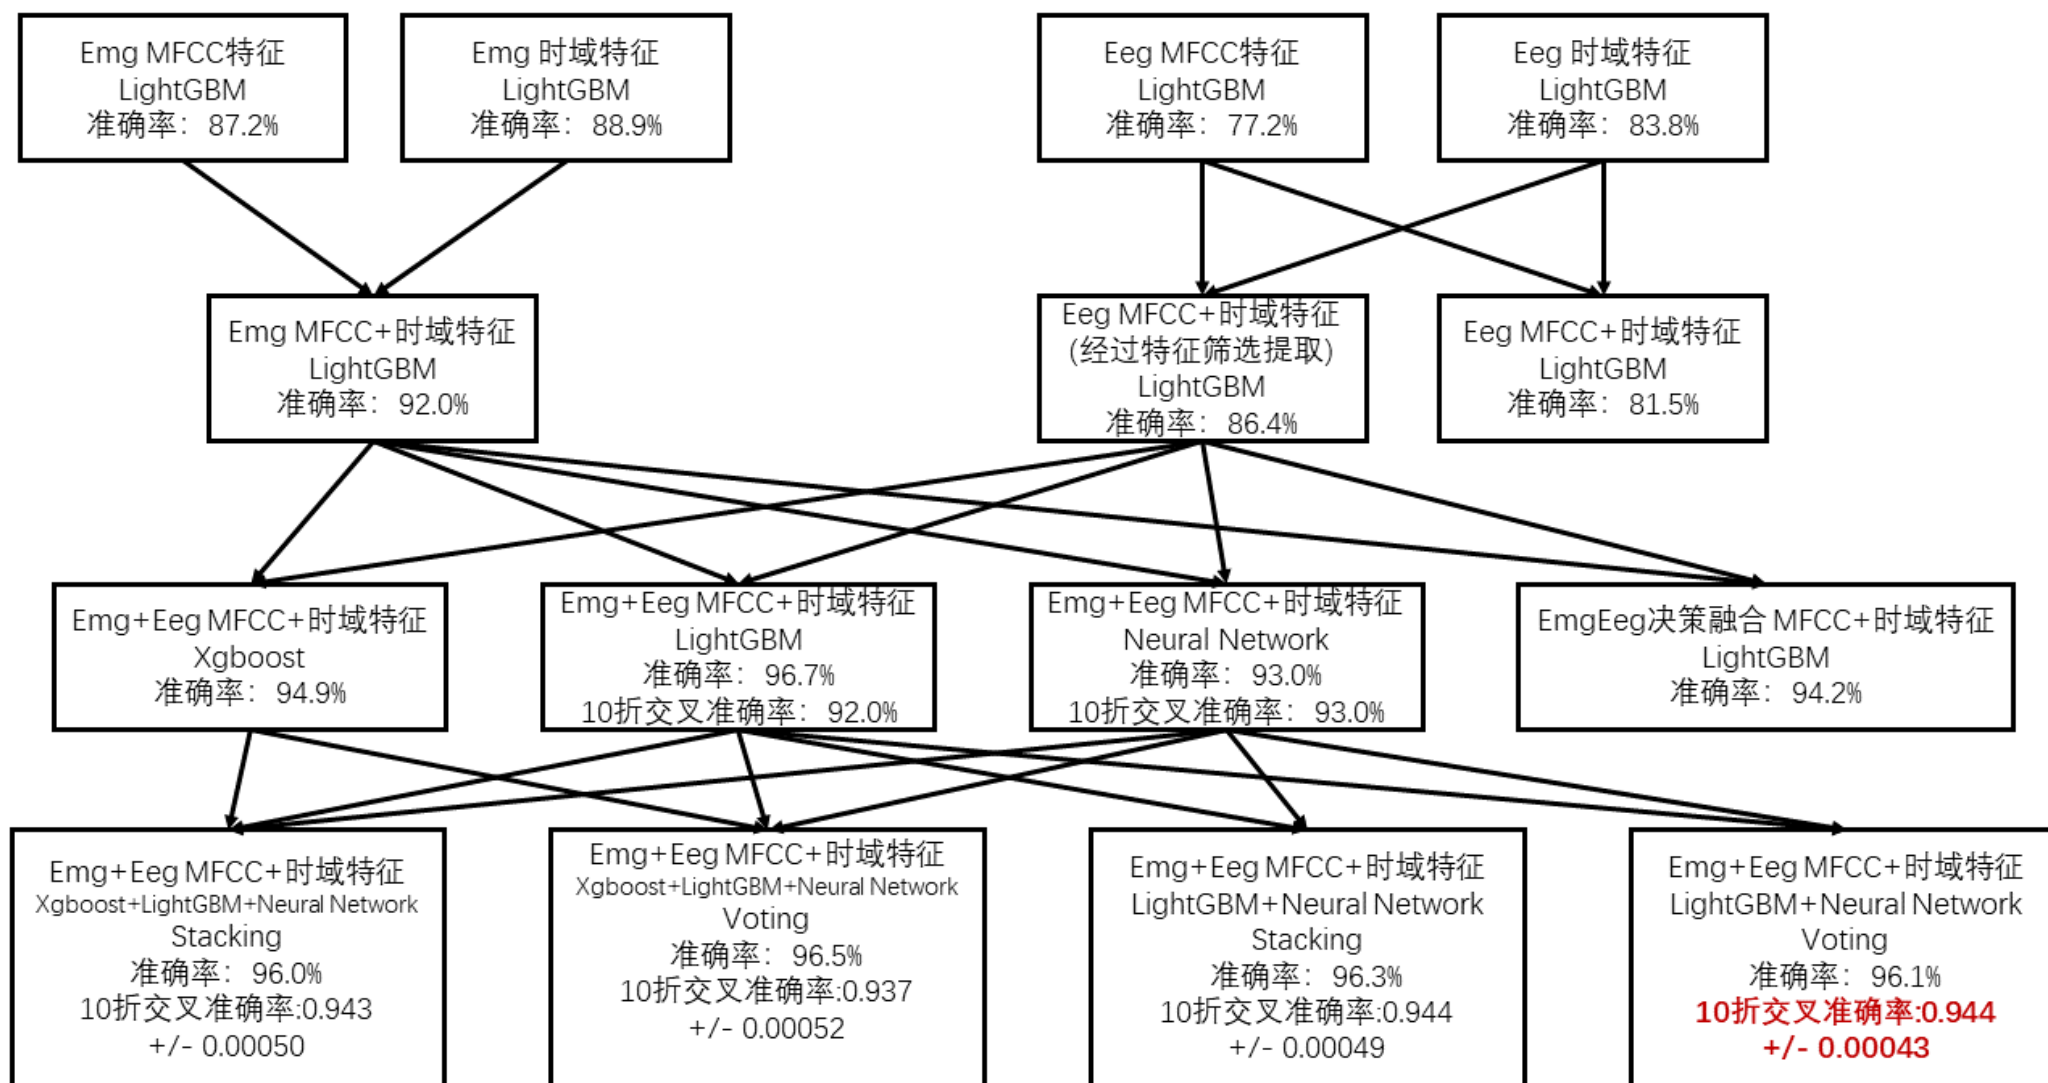 Emg MFCC特征
LightGBM
准确率：87.2%
Emg 时域特征
LightGBM
准确率：88.9%
Eeg MFCC特征
LightGBM
准确率：77.2%
Eeg 时域特征
LightGBM
准确率：83.8%
Emg MFCC+时域特征
LightGBM
准确率：92.0%
Eeg MFCC+时域特征
(经过特征筛选提取)
LightGBM
准确率：86.4%
Eeg MFCC+时域特征
LightGBM
准确率：81.5%
Emg+Eeg MFCC+时域特征
Xgboost
准确率：94.9%
Emg+Eeg MFCC+时域特征
LightGBM
准确率：96.7%
10折交叉准确率：92.0%
Emg+Eeg MFCC+时域特征
Neural Network
准确率：93.0%
10折交叉准确率：93.0%
EmgEeg决策融合 MFCC+时域特征
LightGBM
准确率：94.2%
Emg+Eeg MFCC+时域特征
Xgboost+LightGBM+Neural Network
Stacking
准确率：96.0%
10折交叉准确率:0.943
+/- 0.00050
Emg+Eeg MFCC+时域特征
Xgboost+LightGBM+Neural Network
Voting
准确率：96.5%
10折交叉准确率:0.937
+/- 0.00052
Emg+Eeg MFCC+时域特征
LightGBM+Neural Network
Stacking
准确率：96.3%
10折交叉准确率:0.944
+/- 0.00049
Emg+Eeg MFCC+时域特征
LightGBM+Neural Network
Voting
准确率：96.1%
10折交叉准确率:0.944
+/- 0.00043